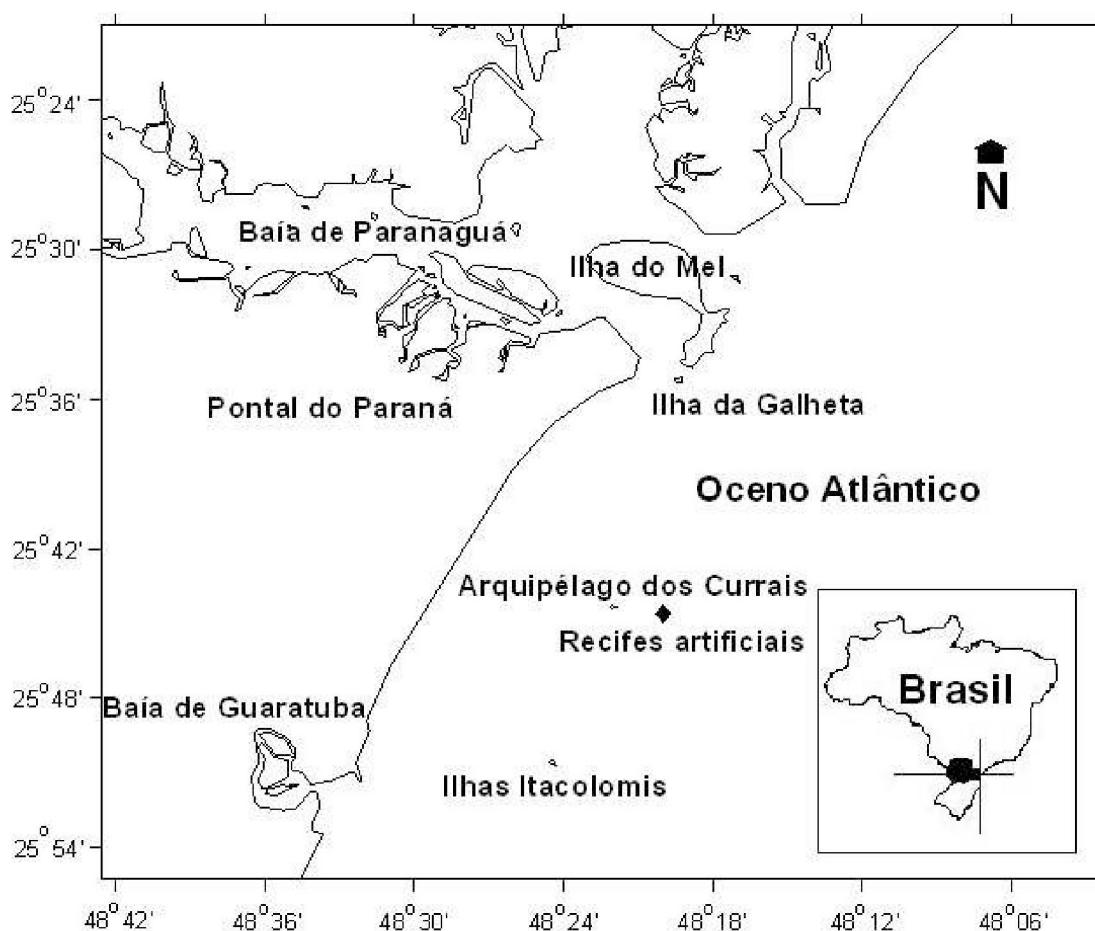 25°24'
N
Baía de Paranaguá
25°30'
Ilha do Mel
25°36'
Pontal do Paraná
Ilha da Galheta
Oceno Atlântico
25°42'
Arquipélago dos Currais
Recifes artificiais
Brasil
25°48'
Baía de Guaratuba
Ilhas Itacolomis
25°54'
48°42' 48°36' 48°30' 48°24' 48°18' 48°12' 48°06'